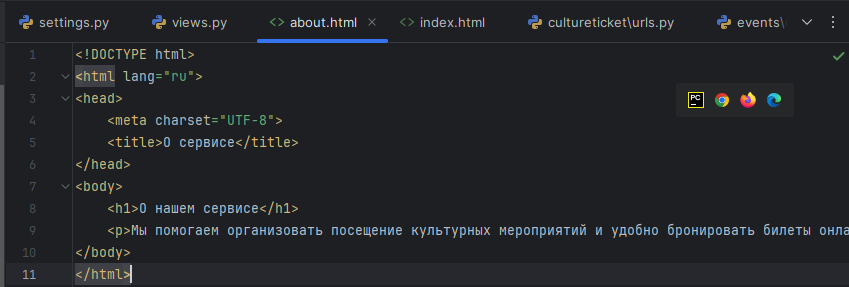 settings.py views.py about.html index.html cultureticket\urls.py events\
1 <!DOCTYPE html>
2 <html lang="ru">
3 <head>
4 <meta charset="UTF-8">
5 <title>О сервисе</title>
6 </head>
7 <body>
8 <h1>О нашем сервисе</h1>
9 <p>Мы помогаем организовать посещение культурных мероприятий и удобно бронировать билеты
10 </body>
11 </html>
PC